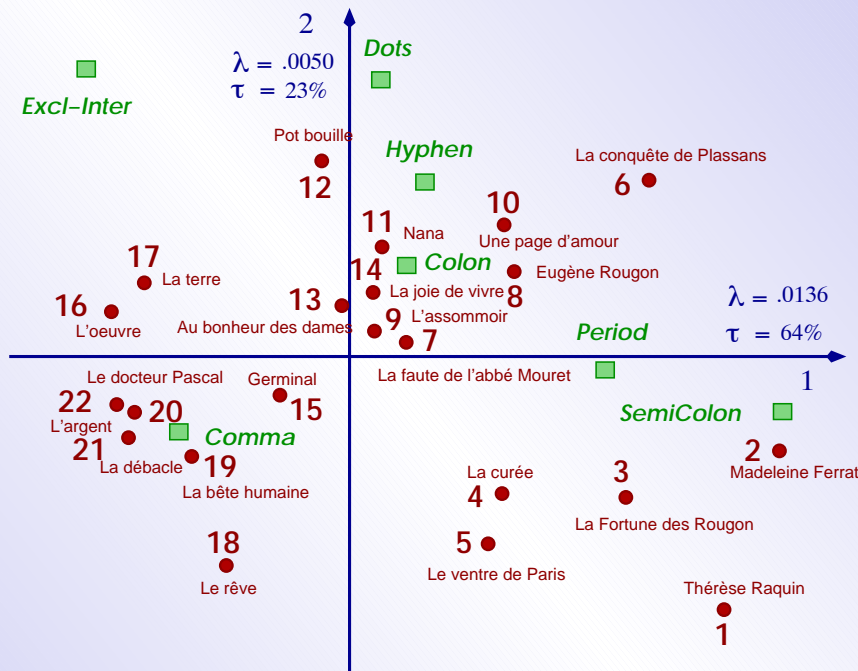 2
Dots
λ = .0050
τ = 23%
Excl–Inter
Pot bouille
12
Hyphen
La conquête de Plassans
6
10
11
Nana
Une page d'amour
17
La terre
14
Colon
Eugène Rougon
8
La joie de vivre
16
L'oeuvre
13
Au bonheur des dames
9
L'assommoir
7
λ = .0136
τ = 64%
Period
1
La faute de l'abbé Mouret
Le docteur Pascal
Germinal
15
22
20
L'argent
21
Comma
La débacle
19
La bête humaine
SemiColon
2
Madeleine Ferrat
La curée
4
3
La Fortune des Rougon
5
Le ventre de Paris
18
Le rêve
Thérèse Raquin
1